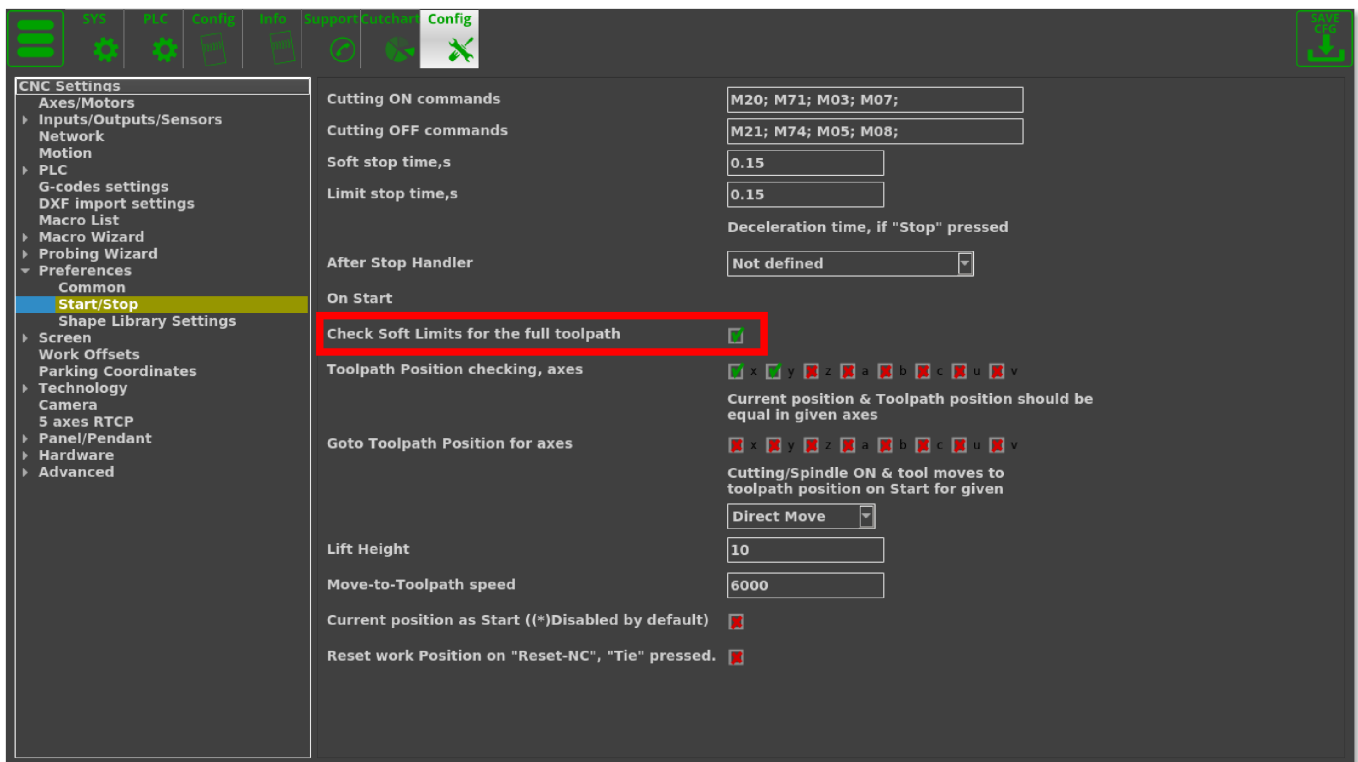 SYS PLC Config Info Support Cutchart Config SAVE
CFG
CNC Settings
Axes/Motors
Inputs/Outputs/Sensors
Network
Motion
PLC
G-codes settings
DXF import settings
Macro List
Macro Wizard
Probing Wizard
Preferences
Common
Start/Stop
Shape Library Settings
Screen
Work Offsets
Parking Coordinates
Technology
Camera
5 axes RTCP
Panel/Pendant
Hardware
Advanced
Cutting ON commands M20; M71; M03; M07;
Cutting OFF commands M21; M74; M05; M08;
Soft stop time,s 0.15
Limit stop time,s 0.15
Deceleration time, if "Stop" pressed
After Stop Handler Not defined
On Start
Check Soft Limits for the full toolpath
Toolpath Position checking, axes x y z a b c u v
Current position & Toolpath position should be
equal in given axes
Goto Toolpath Position for axes x y z a b c u v
Cutting/Spindle ON & tool moves to
toolpath position on Start for given
Direct Move
Lift Height 10
Move-to-Toolpath speed 6000
Current position as Start ((*)Disabled by default)
Reset work Position on "Reset-NC", "Tie" pressed.